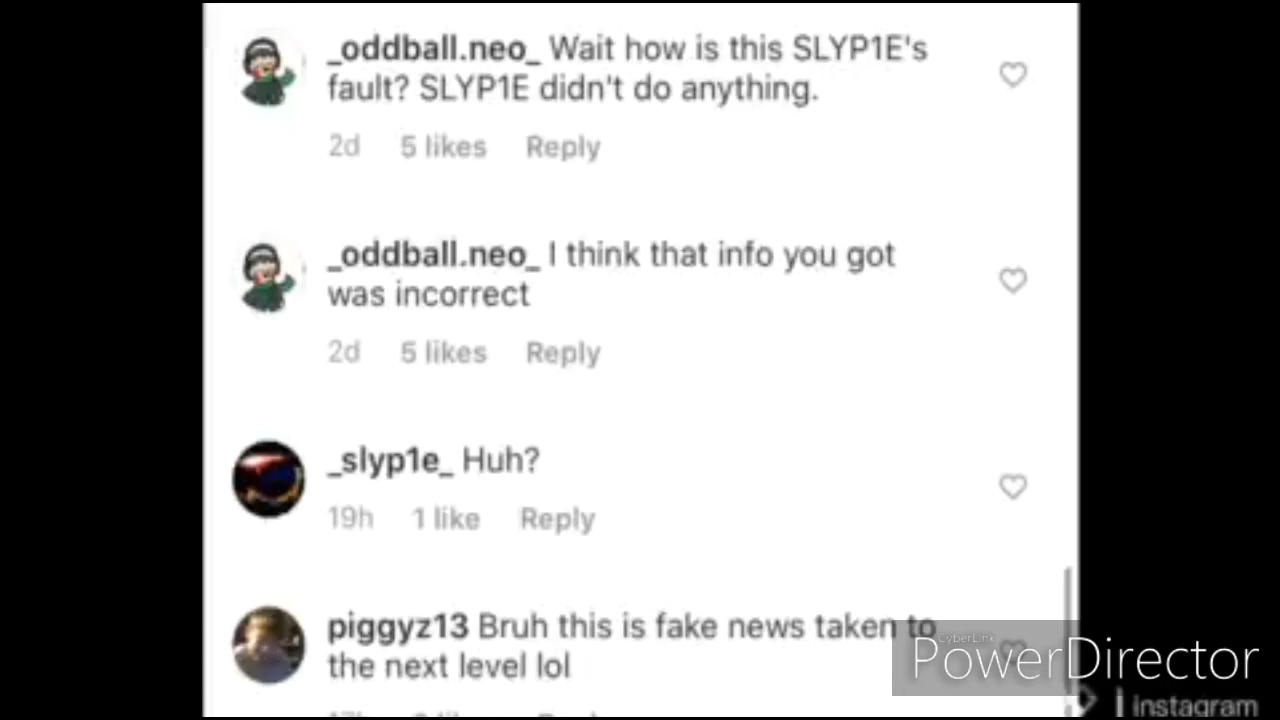 _oddball.neo_ Wait how is this SLYP1E's
fault? SLYP1E didn't do anything.
2d 5 likes Reply
_oddball.neo_ I think that info you got
was incorrect
2d 5 likes Reply
_slyp1e_ Huh?
19h 1 like Reply
piggyz13 Bruh this is fake news taken to
the next level lol
CyberLink
PowerDirector
Instagram